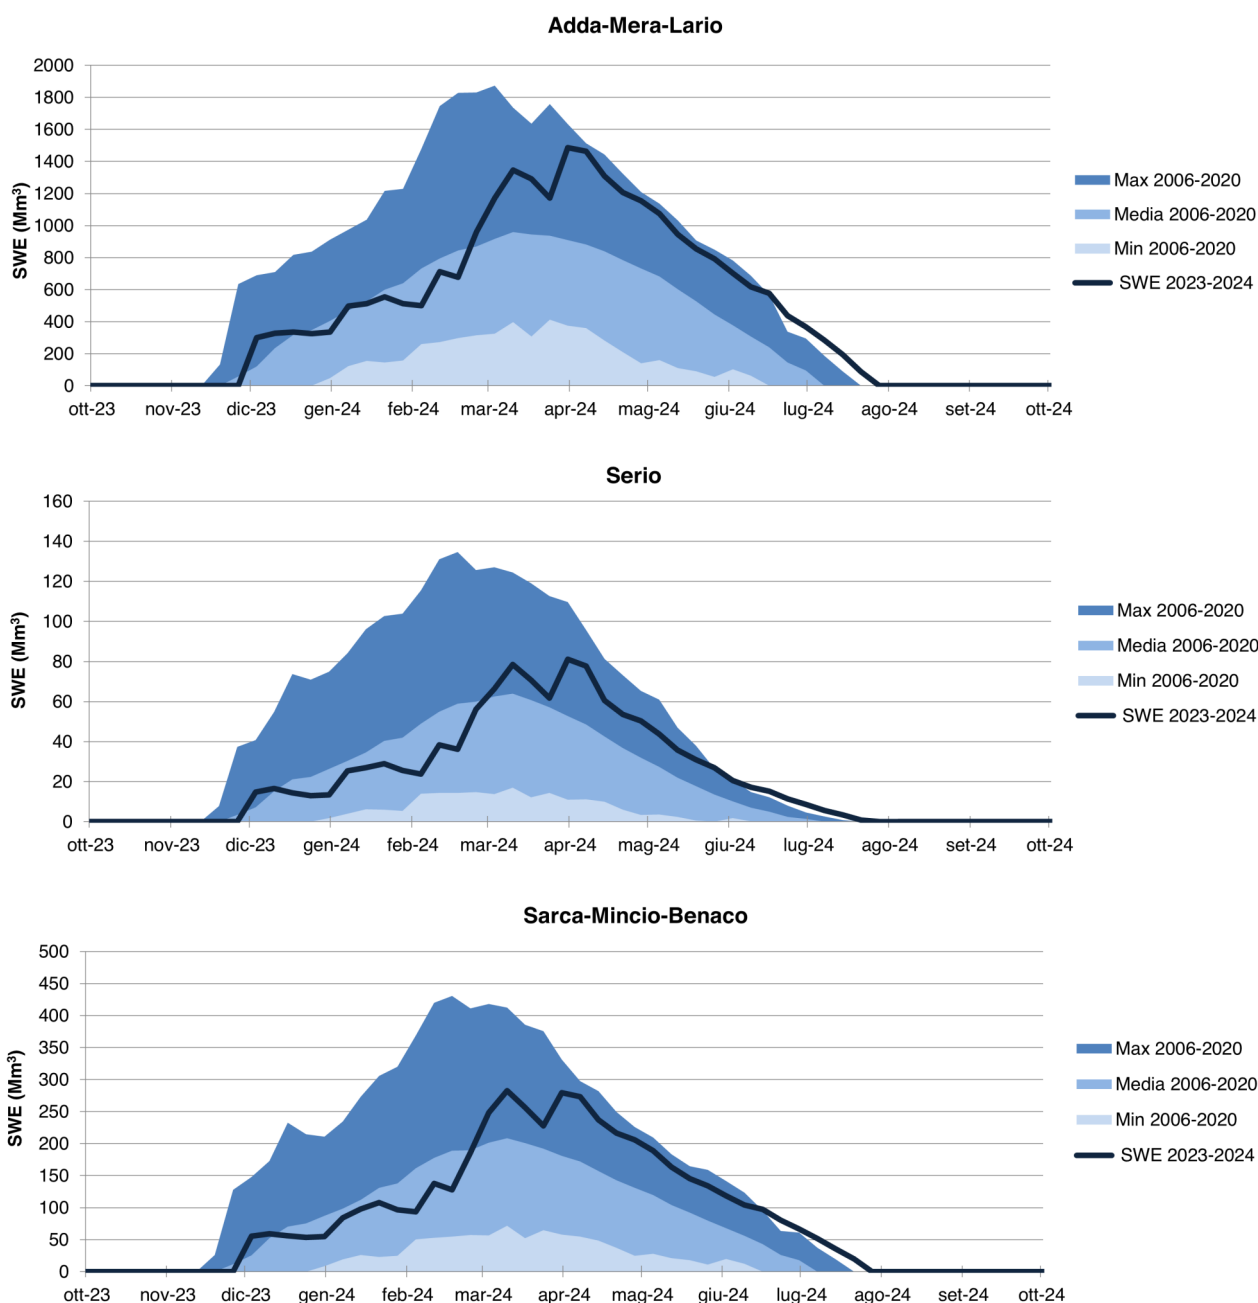 Adda-Mera-Lario
2000
1800
1600
1400
1200
1000
800
600
400
200
0
SWE (Mm³)
ott-23 nov-23 dic-23 gen-24 feb-24 mar-24 apr-24 mag-24 giu-24 lug-24 ago-24 set-24 ott-24
Max 2006-2020
Media 2006-2020
Min 2006-2020
SWE 2023-2024
Serio
160
140
120
100
80
60
40
20
0
SWE (Mm³)
ott-23 nov-23 dic-23 gen-24 feb-24 mar-24 apr-24 mag-24 giu-24 lug-24 ago-24 set-24 ott-24
Max 2006-2020
Media 2006-2020
Min 2006-2020
SWE 2023-2024
Sarca-Mincio-Benaco
500
450
400
350
300
250
200
150
100
50
0
SWE (Mm³)
ott-23 nov-23 dic-23 gen-24 feb-24 mar-24 apr-24 mag-24 giu-24 lug-24 ago-24 set-24 ott-24
Max 2006-2020
Media 2006-2020
Min 2006-2020
SWE 2023-2024